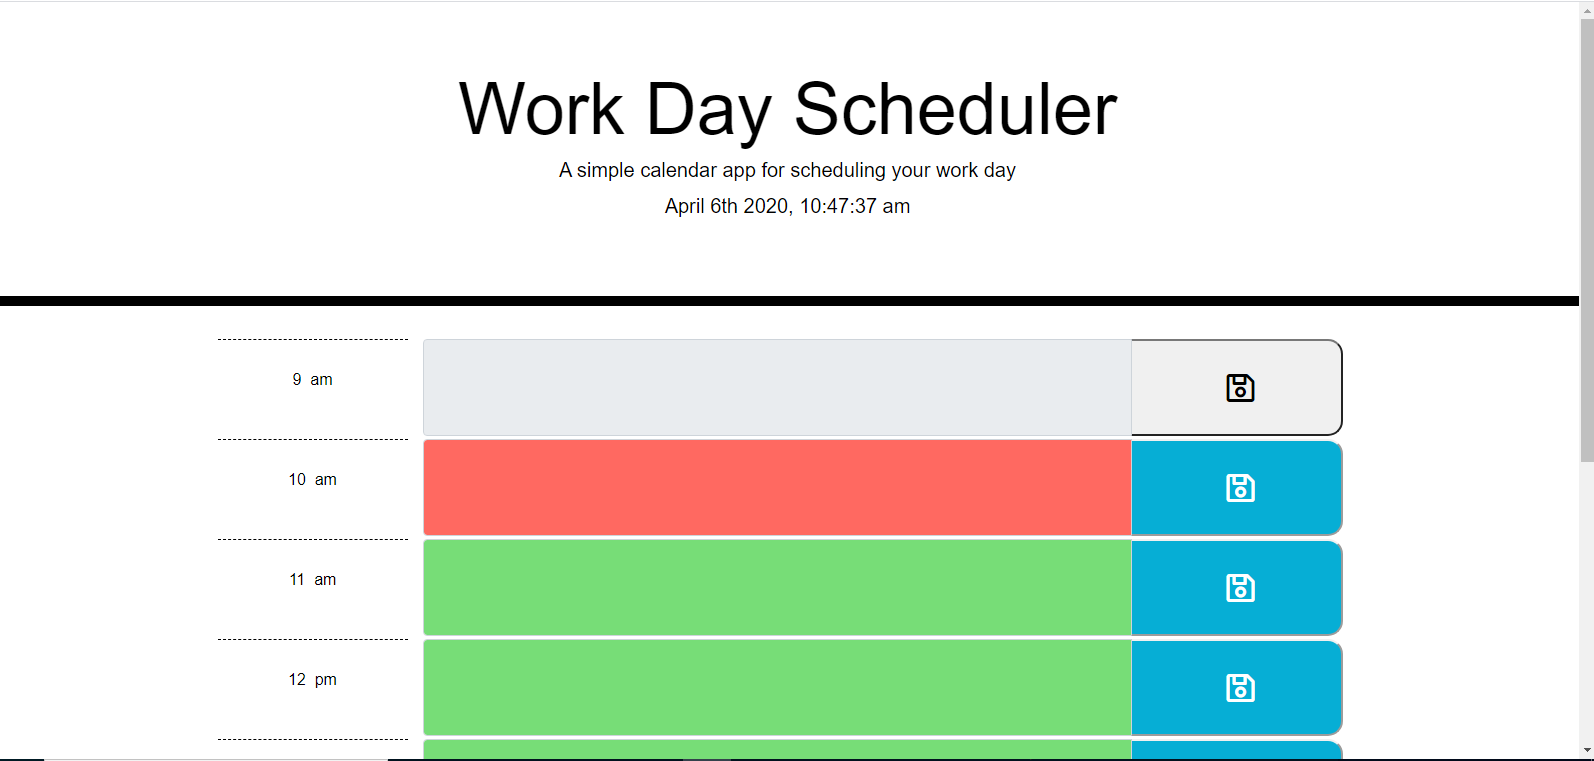 Work Day Scheduler
A simple calendar app for scheduling your work day
April 6th 2020, 10:47:37 am
9 am
10 am
11 am
12 pm